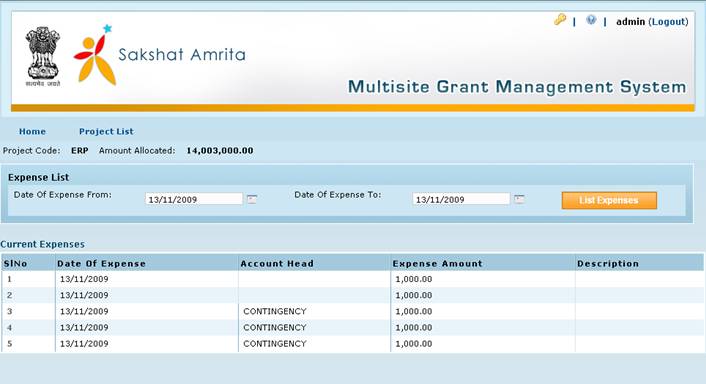 | | admin (Logout)
सत्यमेव जयते
Sakshat Amrita
Multisite Grant Management System
Home Project List
Project Code: ERP Amount Allocated: 14,003,000.00
Expense List
Date Of Expense From: 13/11/2009 Date Of Expense To: 13/11/2009 List Expenses
Current Expenses
SlNo Date Of Expense Account Head Expense Amount Description
1 13/11/2009 1,000.00
2 13/11/2009 1,000.00
3 13/11/2009 CONTINGENCY 1,000.00
4 13/11/2009 CONTINGENCY 1,000.00
5 13/11/2009 CONTINGENCY 1,000.00